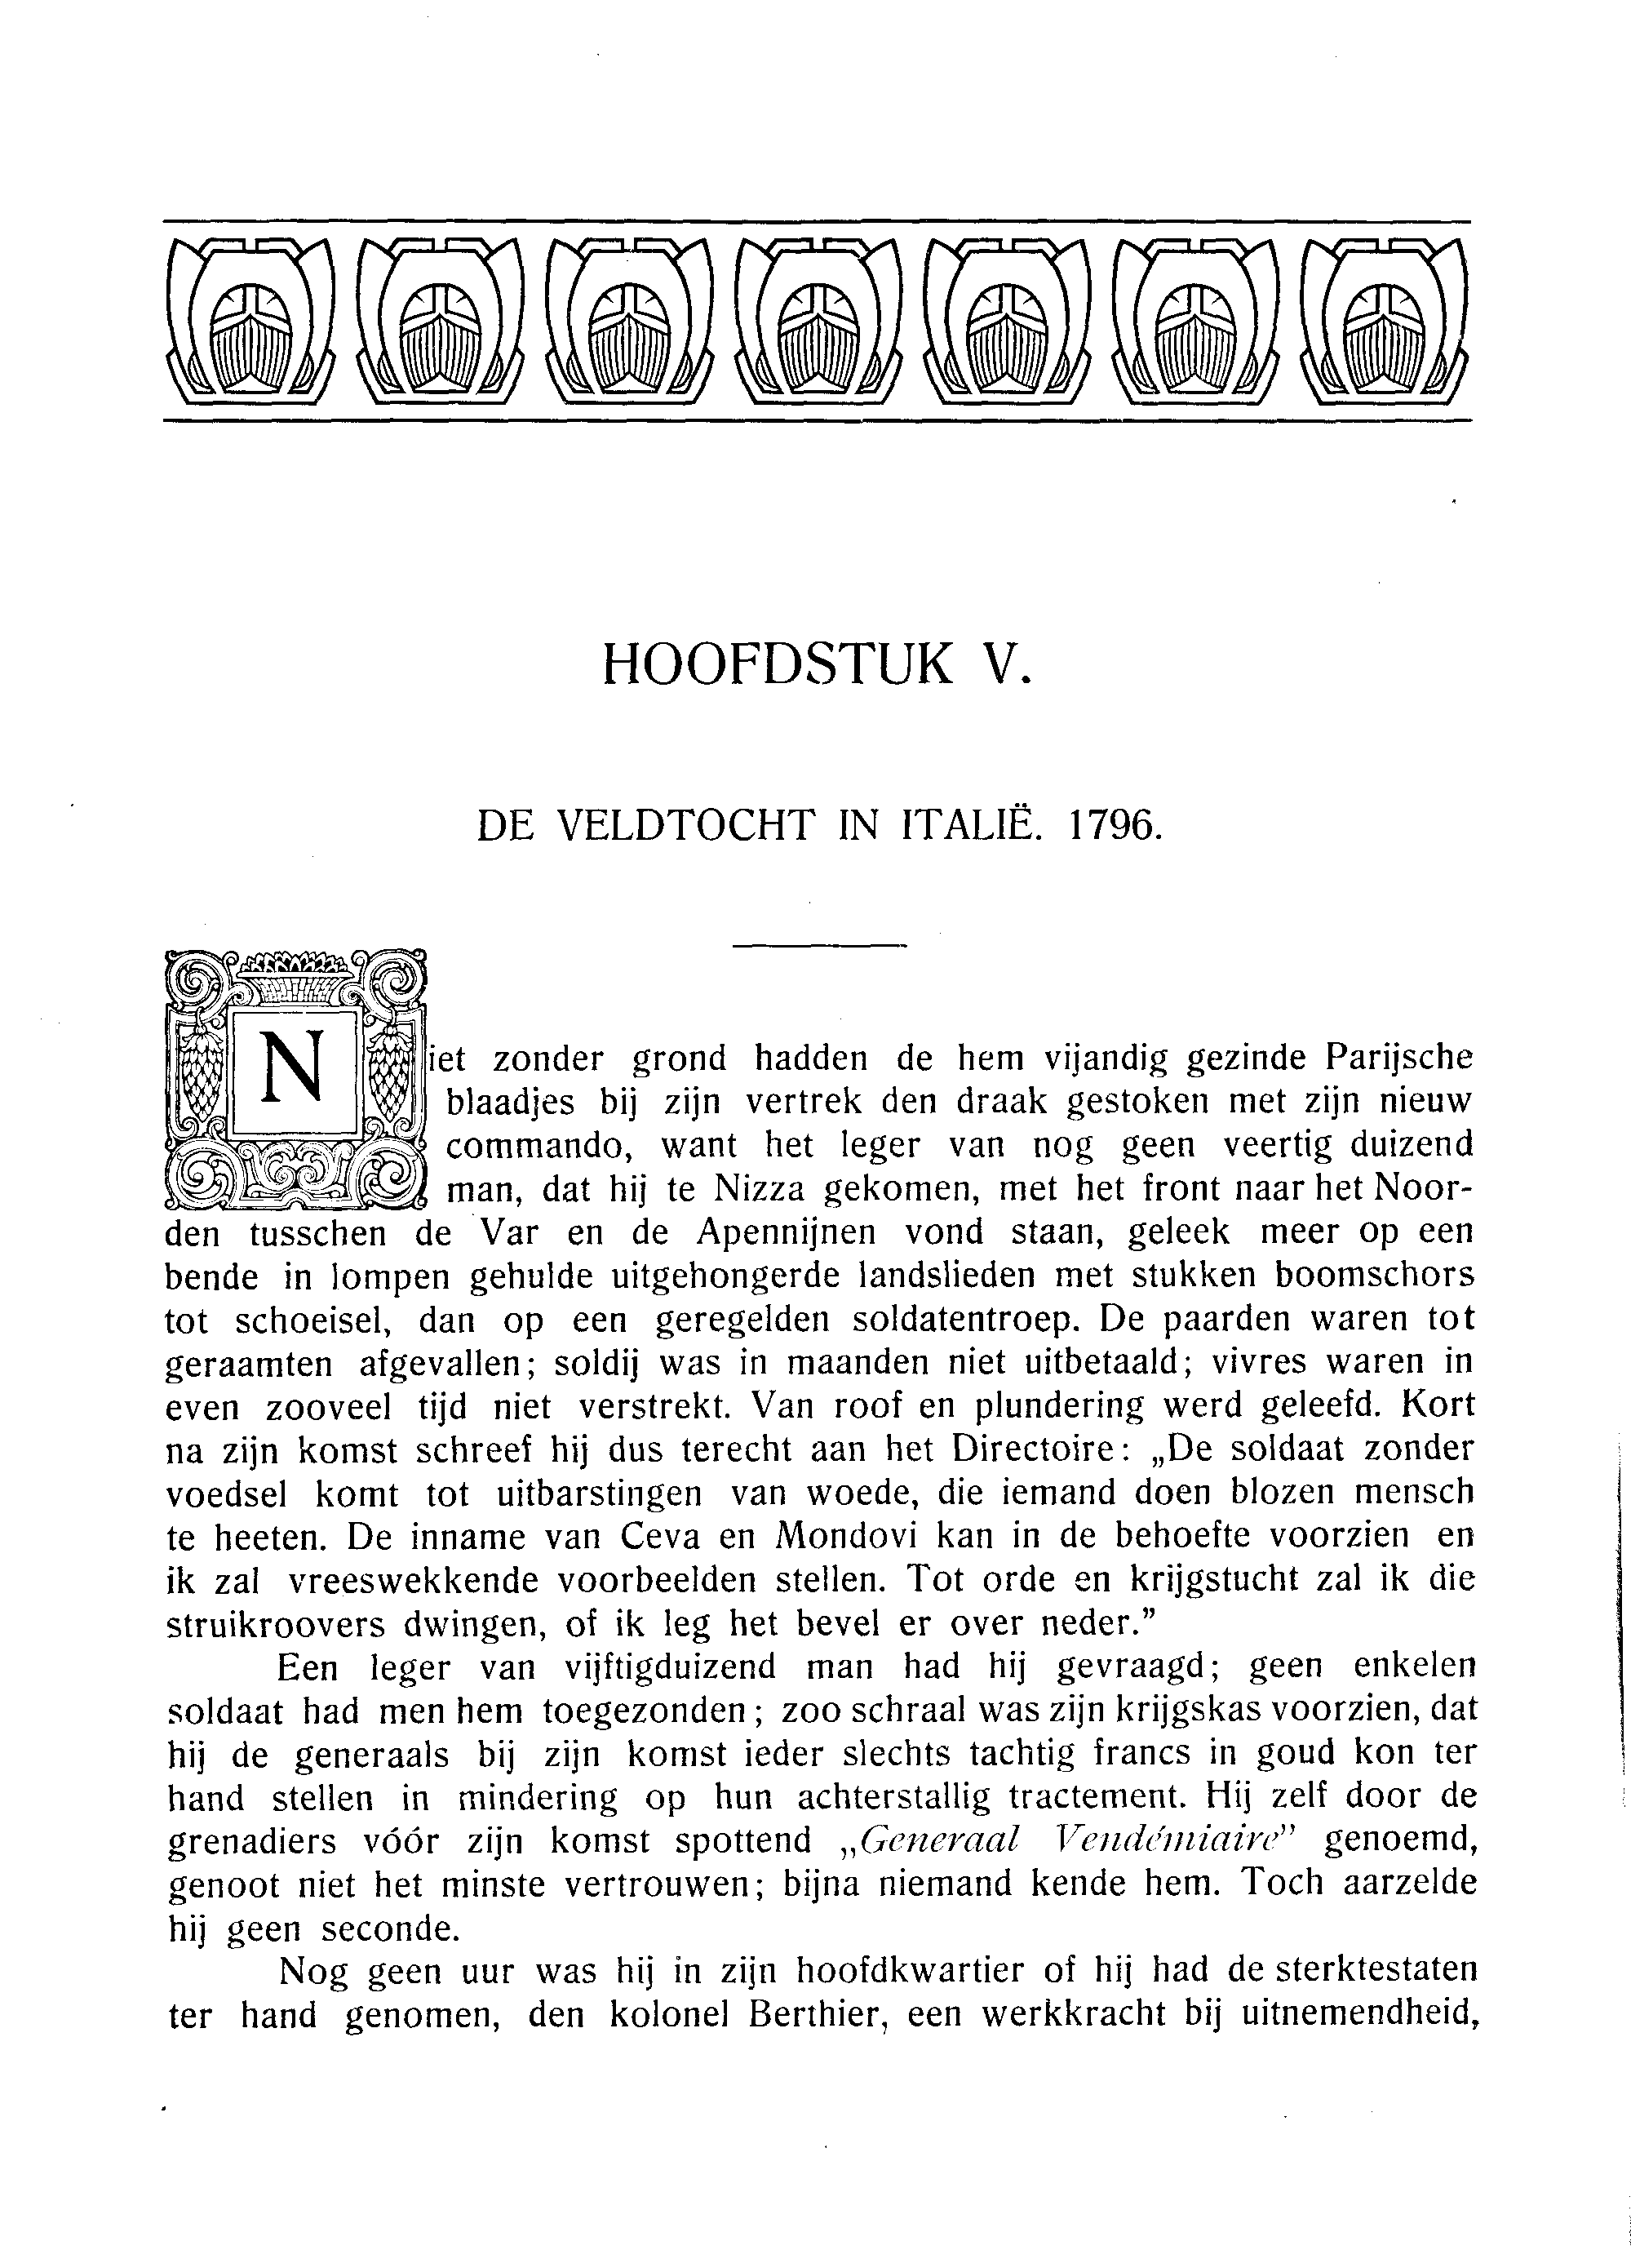 HOOFDSTUK V.
DE VELDTOCHT IN ITALIË. 1796.
Niet zonder grond hadden de hem vijandig gezinde Parijsche
blaadjes bij zijn vertrek den draak gestoken met zijn nieuw
commando, want het leger van nog geen veertig duizend
man, dat hij te Nizza gekomen, met het front naar het Noor-
den tusschen de Var en de Apennijnen vond staan, geleek meer op een
bende in lompen gehulde uitgehongerde landslieden met stukken boomschors
tot schoeisel, dan op een geregelden soldatentroep. De paarden waren tot
geraamten afgevallen; soldij was in maanden niet uitbetaald; vivres waren in
even zooveel tijd niet verstrekt. Van roof en plundering werd geleefd. Kort
na zijn komst schreef hij dus terecht aan het Directoire: „De soldaat zonder
voedsel komt tot uitbarstingen van woede, die iemand doen blozen mensch
te heeten. De inname van Ceva en Mondovi kan in de behoefte voorzien en
ik zal vreeswekkende voorbeelden stellen. Tot orde en krijgstucht zal ik die
struikroovers dwingen, of ik leg het bevel er over neder.”
Een leger van vijftigduizend man had hij gevraagd; geen enkelen
soldaat had men hem toegezonden; zoo schraal was zijn krijgskas voorzien, dat
hij de generaals bij zijn komst ieder slechts tachtig francs in goud kon ter
hand stellen in mindering op hun achterstallig tractement. Hij zelf door de
grenadiers vóór zijn komst spottend „Generaal Vendémiaire” genoemd,
genoot niet het minste vertrouwen; bijna niemand kende hem. Toch aarzelde
hij geen seconde.
Nog geen uur was hij in zijn hoofdkwartier of hij had de sterktestaten
ter hand genomen, den kolonel Berthier, een werkkracht bij uitnemendheid,